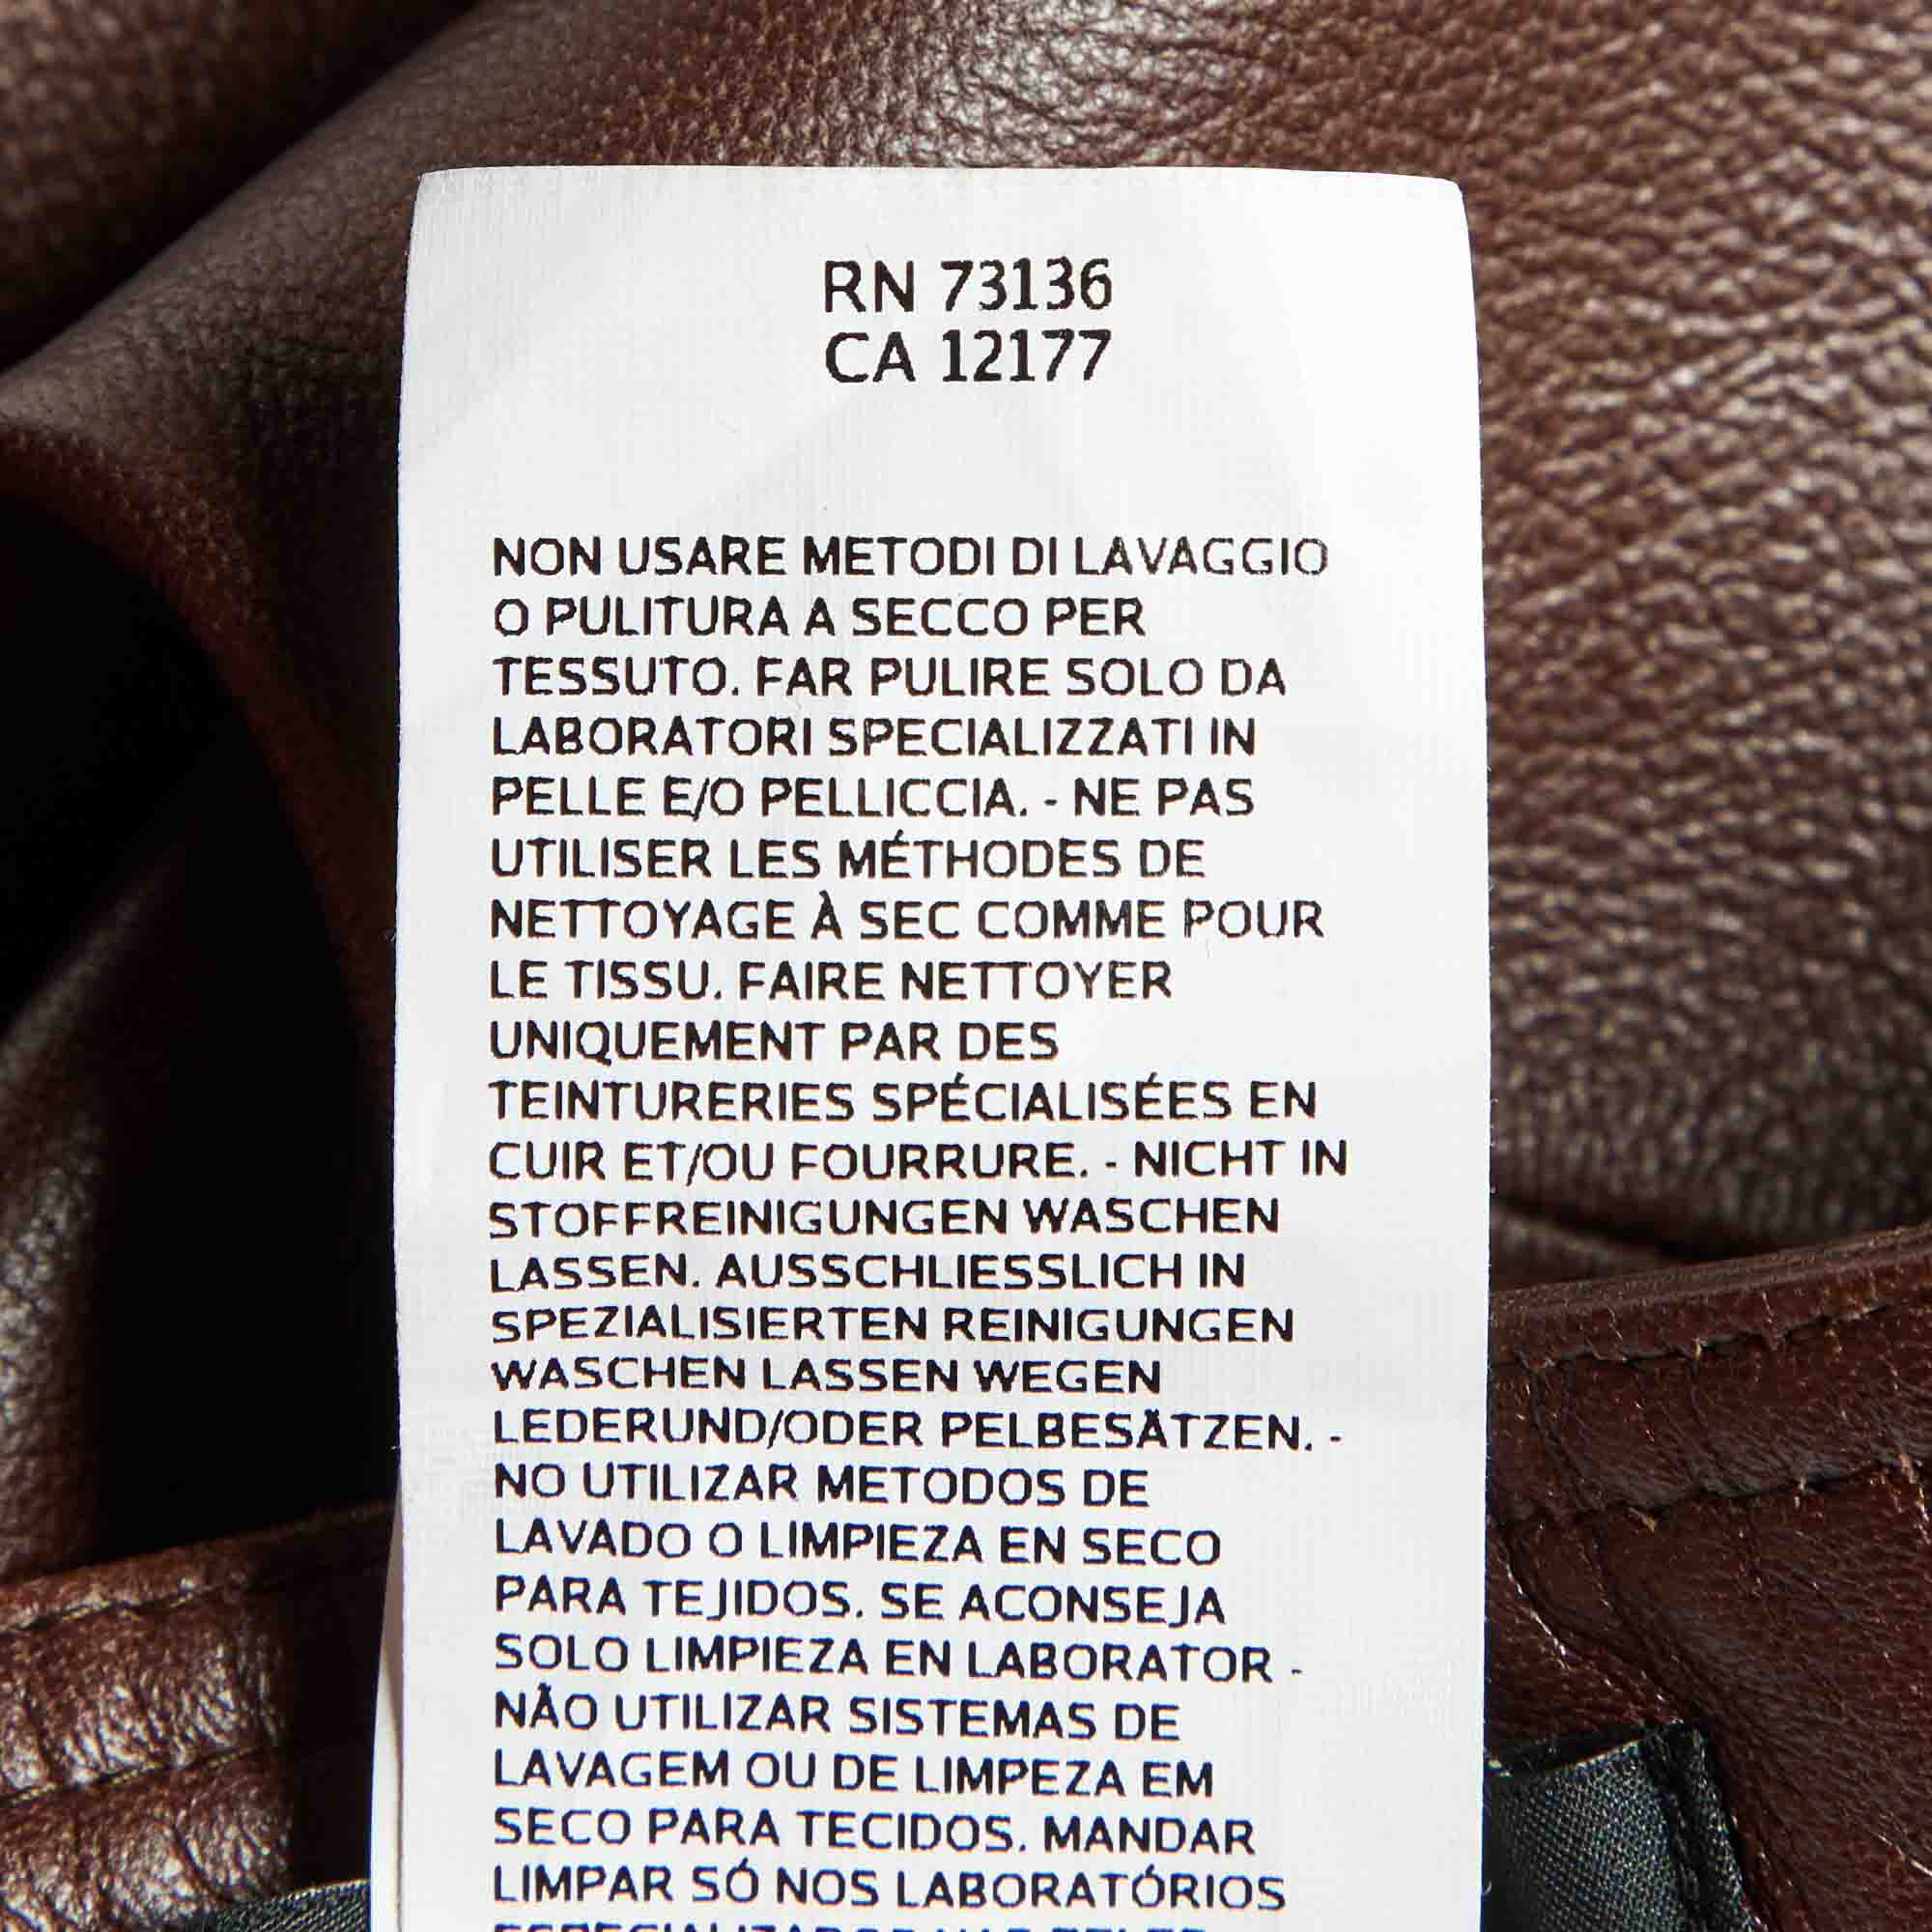 RN 73136
CA 12177
NON USARE METODI DI LAVAGGIO
O PULITURA A SECCO PER
TESSUTO. FAR PULIRE SOLO DA
LABORATORI SPECIALIZZATI IN
PELLE E/O PELLICCIA. - NE PAS
UTILISER LES MÉTHODES DE
NETTOYAGE À SEC COMME POUR
LE TISSU. FAIRE NETTOYER
UNIQUEMENT PAR DES
TEINTURERIES SPÉCIALISÉES EN
CUIR ET/OU FOURRURE. - NICHT IN
STOFFREINIGUNGEN WASCHEN
LASSEN. AUSSCHLIESSLICH IN
SPEZIALISIERTEN REINIGUNGEN
WASCHEN LASSEN WEGEN
LEDERUND/ODER PELBESÄTZEN. -
NO UTILIZAR METODOS DE
LAVADO O LIMPIEZA EN SECO
PARA TEJIDOS. SE ACONSEJA
SOLO LIMPIEZA EN LABORATOR -
NÃO UTILIZAR SISTEMAS DE
LAVAGEM OU DE LIMPEZA EM
SECO PARA TECIDOS. MANDAR
LIMPAR SÓ NOS LABORATÓRIOS